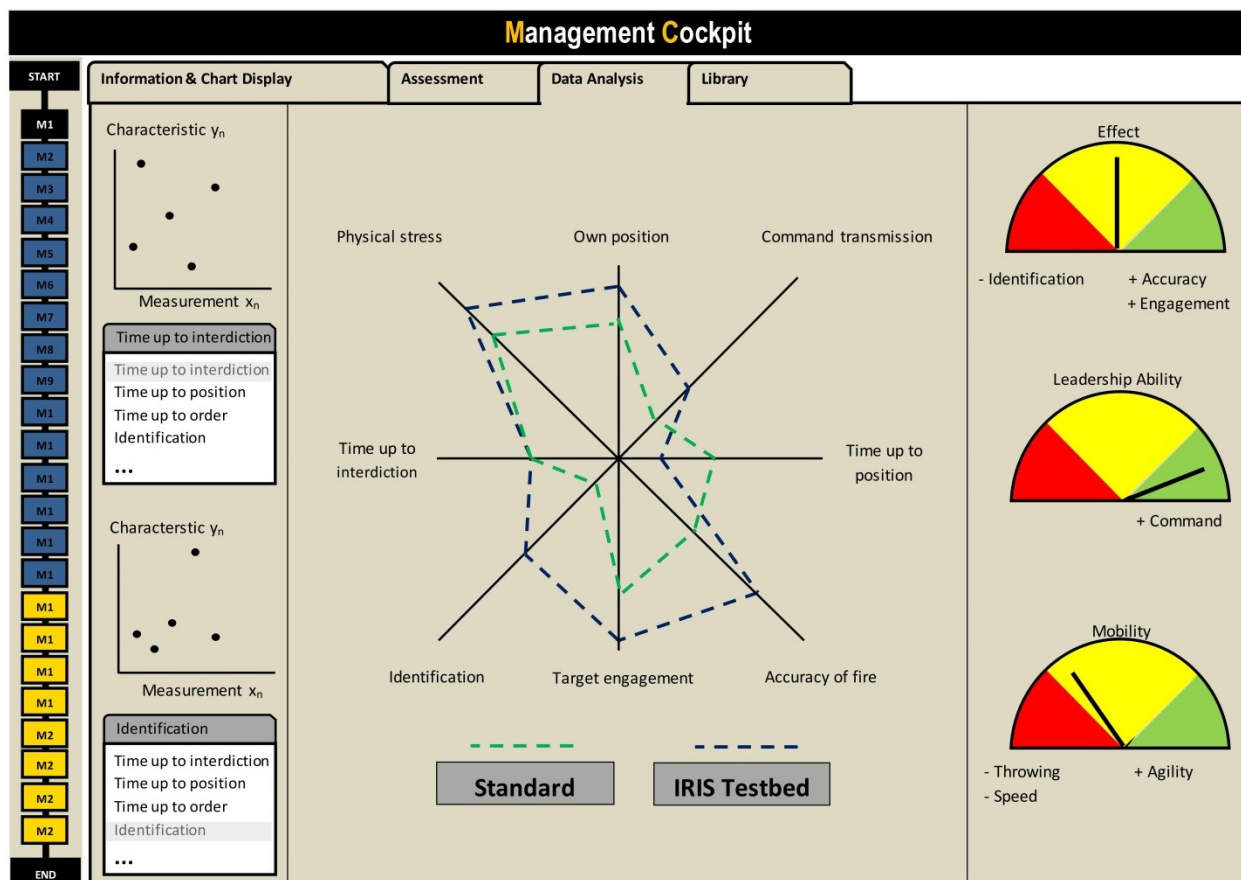 Management Cockpit
START
M1
M2
M3
M4
M5
M6
M7
M8
M9
M1
M1
M1
M1
M1
M1
M1
M1
M1
M1
M2
M2
M2
M2
END
Information & Chart Display
Assessment
Data Analysis
Library
Characteristic yn
Measurement xn
Time up to interdiction
Time up to interdiction
Time up to position
Time up to order
Identification
...
Characterstic yn
Measurement xn
Identification
Time up to interdiction
Time up to position
Time up to order
Identification
...
Physical stress
Own position
Command transmission
Time up to
interdiction
Time up to
position
Identification
Target engagement
Accuracy of fire
Standard
IRIS Testbed
Effect
- Identification
+ Accuracy
+ Engagement
Leadership Ability
+ Command
Mobility
- Throwing
- Speed
+ Agility